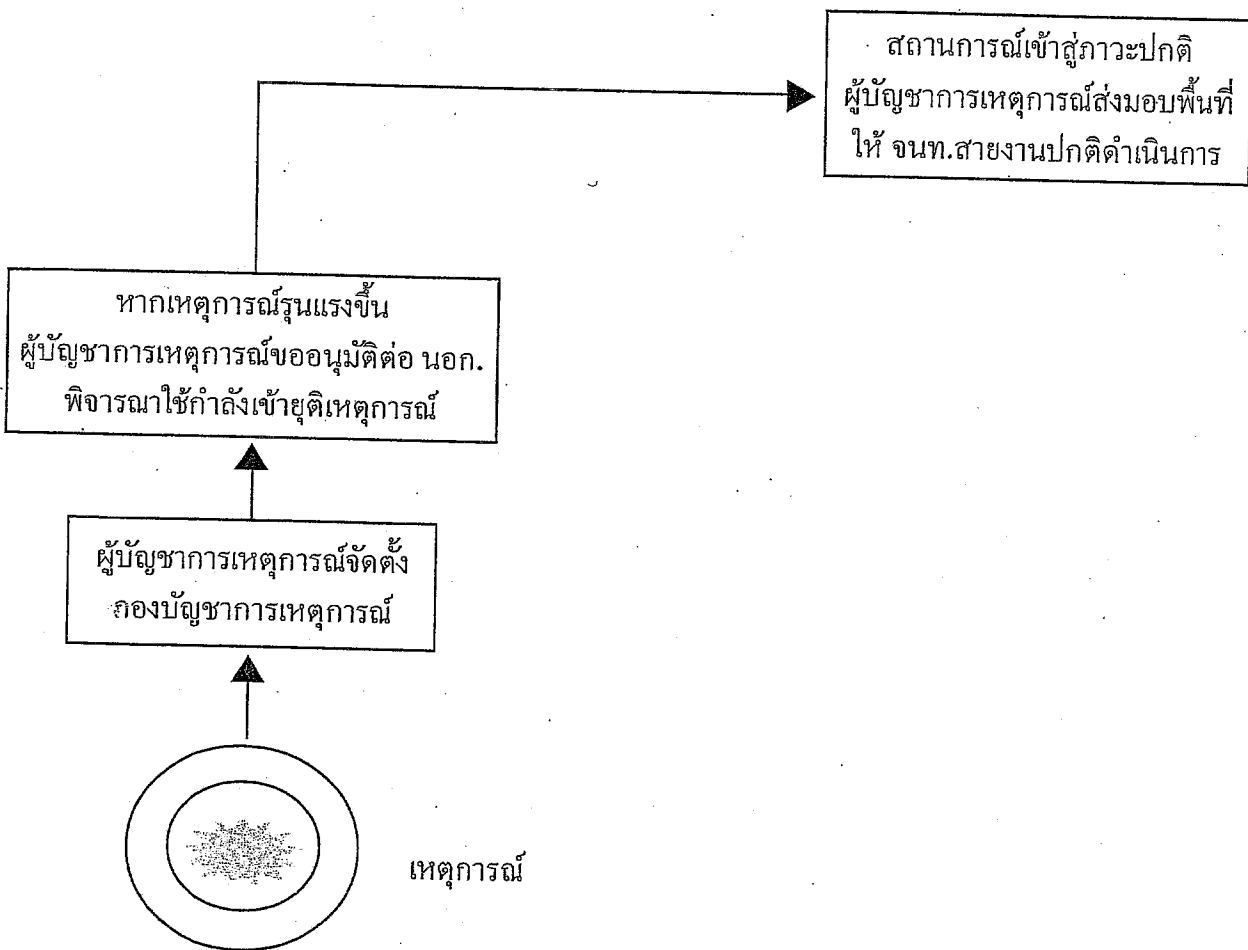 สถานการณ์เข้าสู่ภาวะปกติ
ผู้บัญชาการเหตุการณ์ส่งมอบพื้นที่
ให้ จนท.สายงานปกติดำเนินการ
หากเหตุการณ์รุนแรงขึ้น
ผู้บัญชาการเหตุการณ์ขออนุมัติต่อ นอก.
พิจารณาใช้กำลังเข้ายุติเหตุการณ์
ผู้บัญชาการเหตุการณ์จัดตั้ง
กองบัญชาการเหตุการณ์
เหตุการณ์